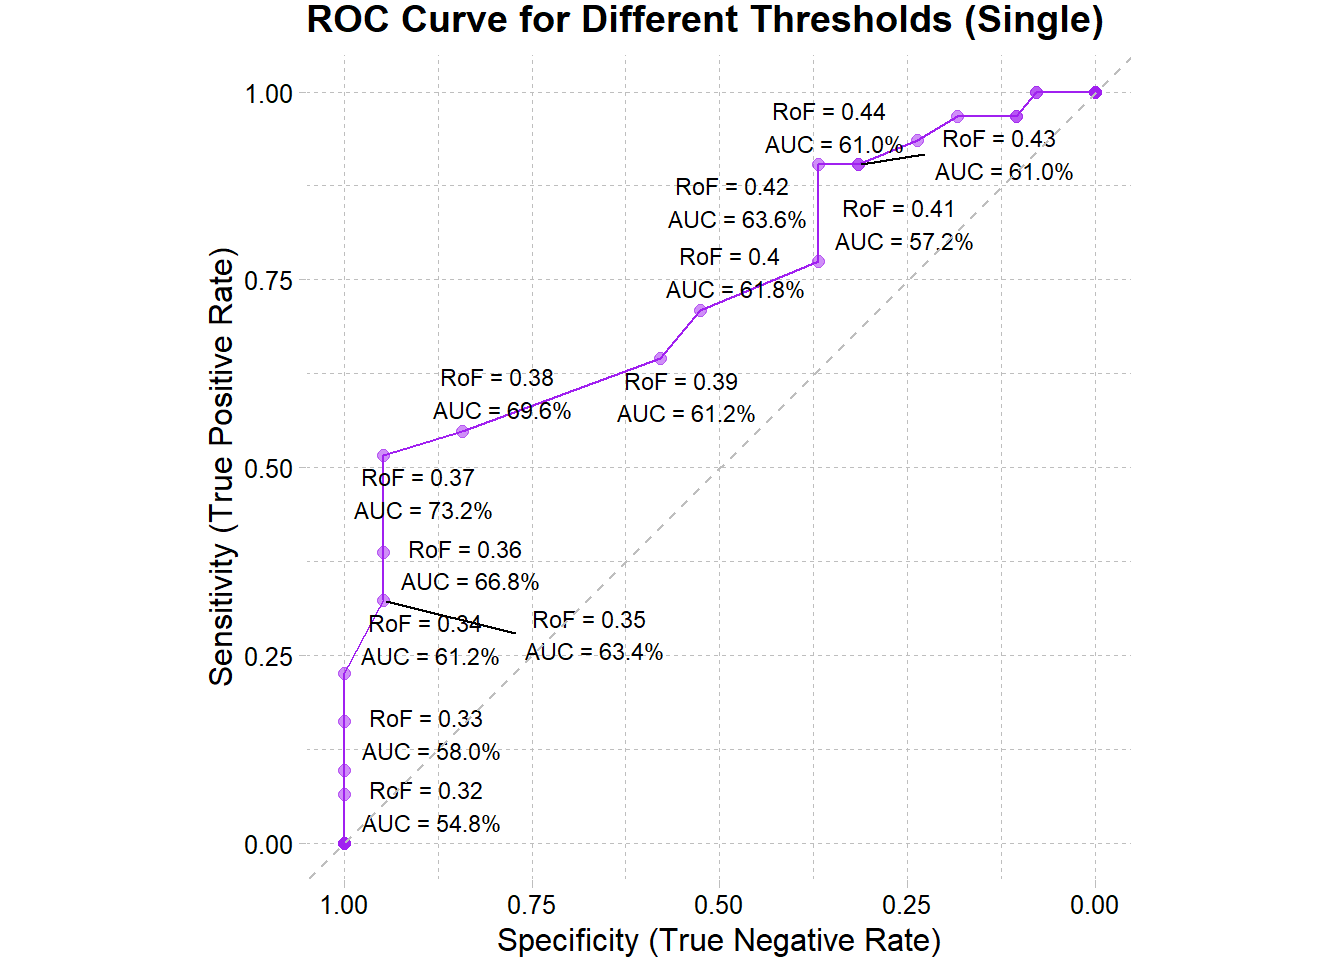 ROC Curve for Different Thresholds (Single)
Sensitivity (True Positive Rate)
1.00
0.75
0.50
0.25
0.00
RoF = 0.44
AUC = 61.0%
RoF = 0.43
AUC = 61.0%
RoF = 0.42
AUC = 63.6%
RoF = 0.41
AUC = 57.2%
RoF = 0.4
AUC = 61.8%
RoF = 0.38
AUC = 69.6%
RoF = 0.39
AUC = 61.2%
RoF = 0.37
AUC = 73.2%
RoF = 0.36
AUC = 66.8%
RoF = 0.34
AUC = 61.2%
RoF = 0.35
AUC = 63.4%
RoF = 0.33
AUC = 58.0%
RoF = 0.32
AUC = 54.8%
1.00
0.75
0.50
0.25
0.00
Specificity (True Negative Rate)